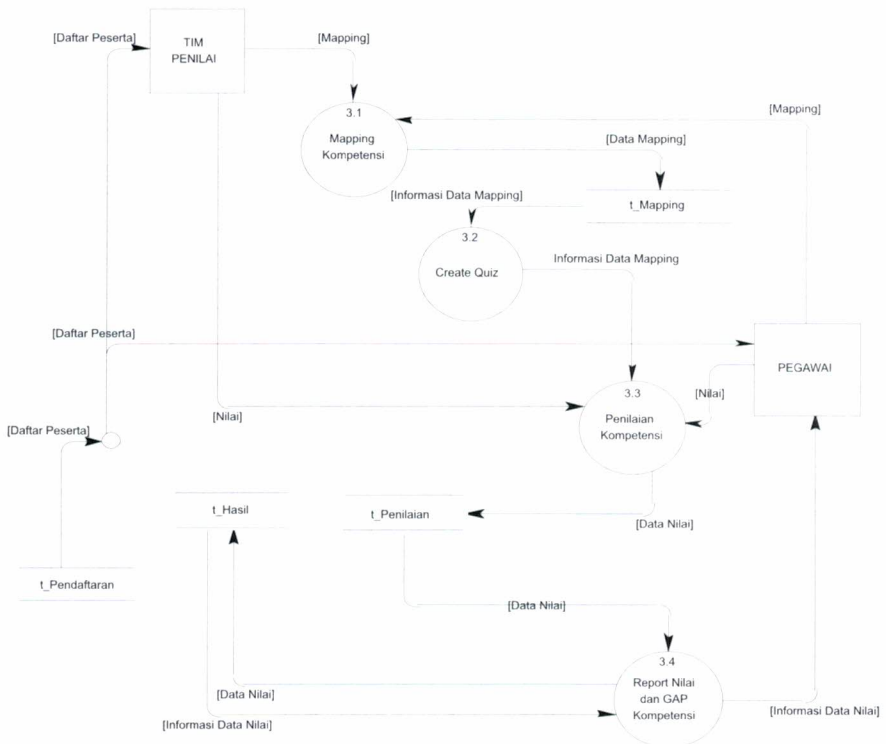 [Daftar Peserta]
TIM
PENILAI
[Mapping]
3.1
Mapping
Kompetensi
[Mapping]
[Data Mapping]
[Informasi Data Mapping]
t_Mapping
3.2
Create Quiz
Informasi Data Mapping
[Daftar Peserta]
PEGAWAI
3.3
Penilaian
Kompetensi
[Nilai]
[Nilai]
[Daftar Peserta]
t_Hasil
t_Penilaian
[Data Nilai]
t_Pendaftaran
[Data Nilai]
3.4
Report Nilai
dan GAP
Kompetensi
[Data Nilai]
[Informasi Data Nilai]
[Informasi Data Nilai]